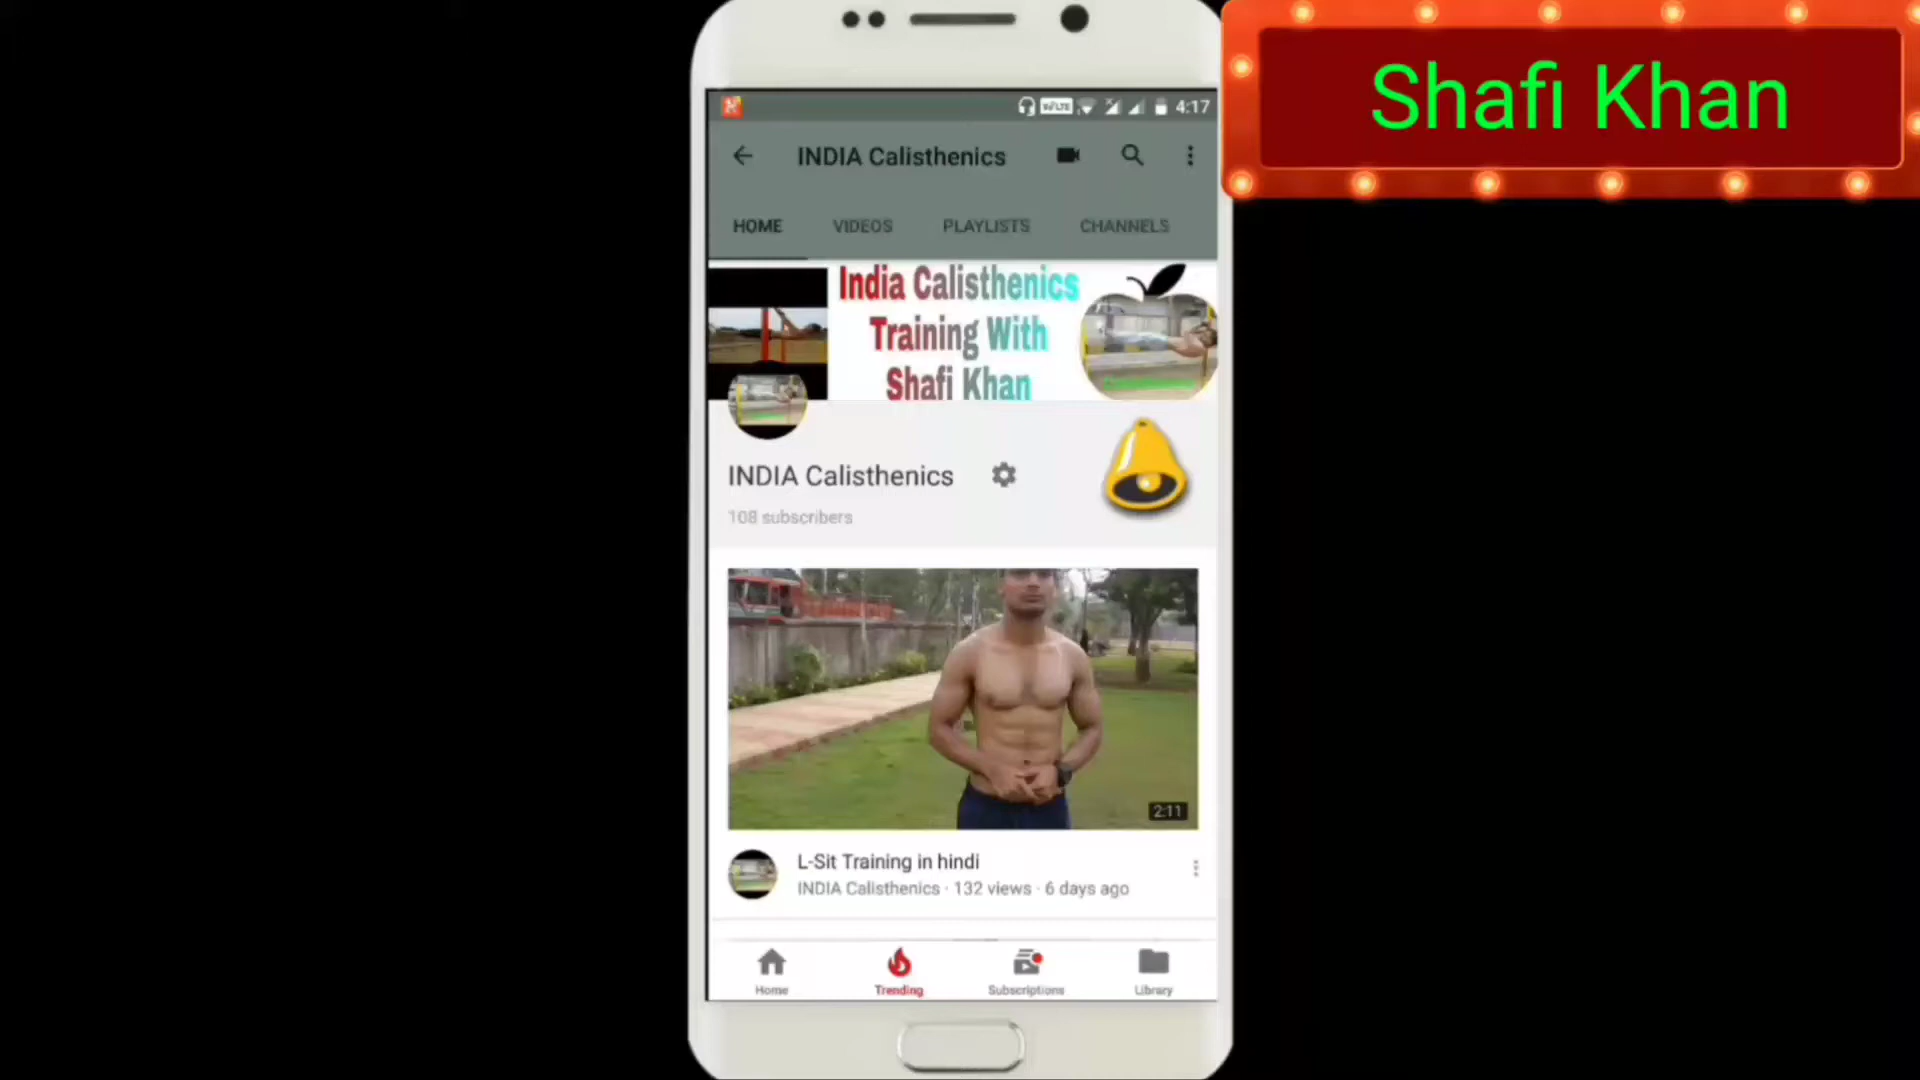 Shafi Khan
VoLTE 4:17
INDIA Calisthenics
HOME VIDEOS PLAYLISTS CHANNELS
India Calisthenics
Training With
Shafi Khan
INDIA Calisthenics
108 subscribers
2:11
L-Sit Training in hindi
INDIA Calisthenics · 132 views · 6 days ago
Home Trending Subscriptions Library